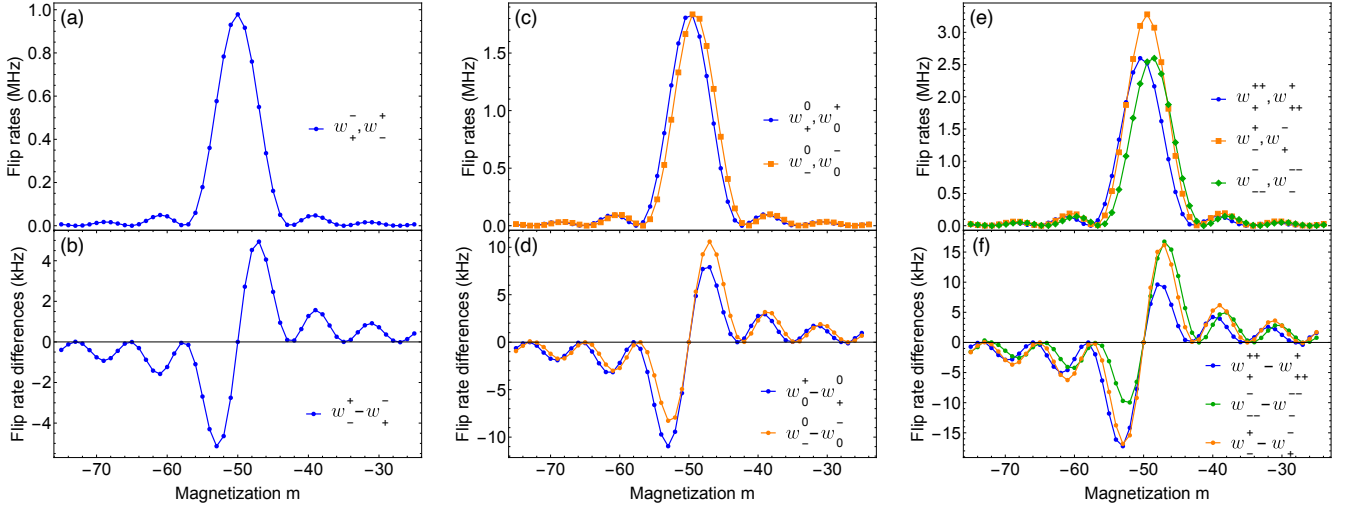 (a)
1.0
0.8
0.6
0.4
0.2
0.0
Flip rates (MHz)
w₊⁻, w₋⁺
(b)
4
2
0
−2
−4
Flip rate differences (kHz)
w₋⁺ − w₊⁻
−70 −60 −50 −40 −30
Magnetization m
(c)
1.5
1.0
0.5
0.0
Flip rates (MHz)
w₊⁰, w₀⁺
w₋⁰, w₀⁻
(d)
10
5
0
−5
−10
Flip rate differences (kHz)
w₀⁺ − w₊⁰
w₋⁰ − w₀⁻
−70 −60 −50 −40 −30
Magnetization m
(e)
3.5
3.0
2.5
2.0
1.5
1.0
0.5
0.0
Flip rates (MHz)
w₊⁺⁺, w₊₊⁺
w₋⁺, w₊⁻
w₋₋⁻, w₋⁻⁻
(f)
15
10
5
0
−5
−10
−15
Flip rate differences (kHz)
w₊⁺⁺ − w₊₊⁺
w₋₋⁻ − w₋⁻⁻
w₋⁺ − w₊⁻
−70 −60 −50 −40 −30
Magnetization m